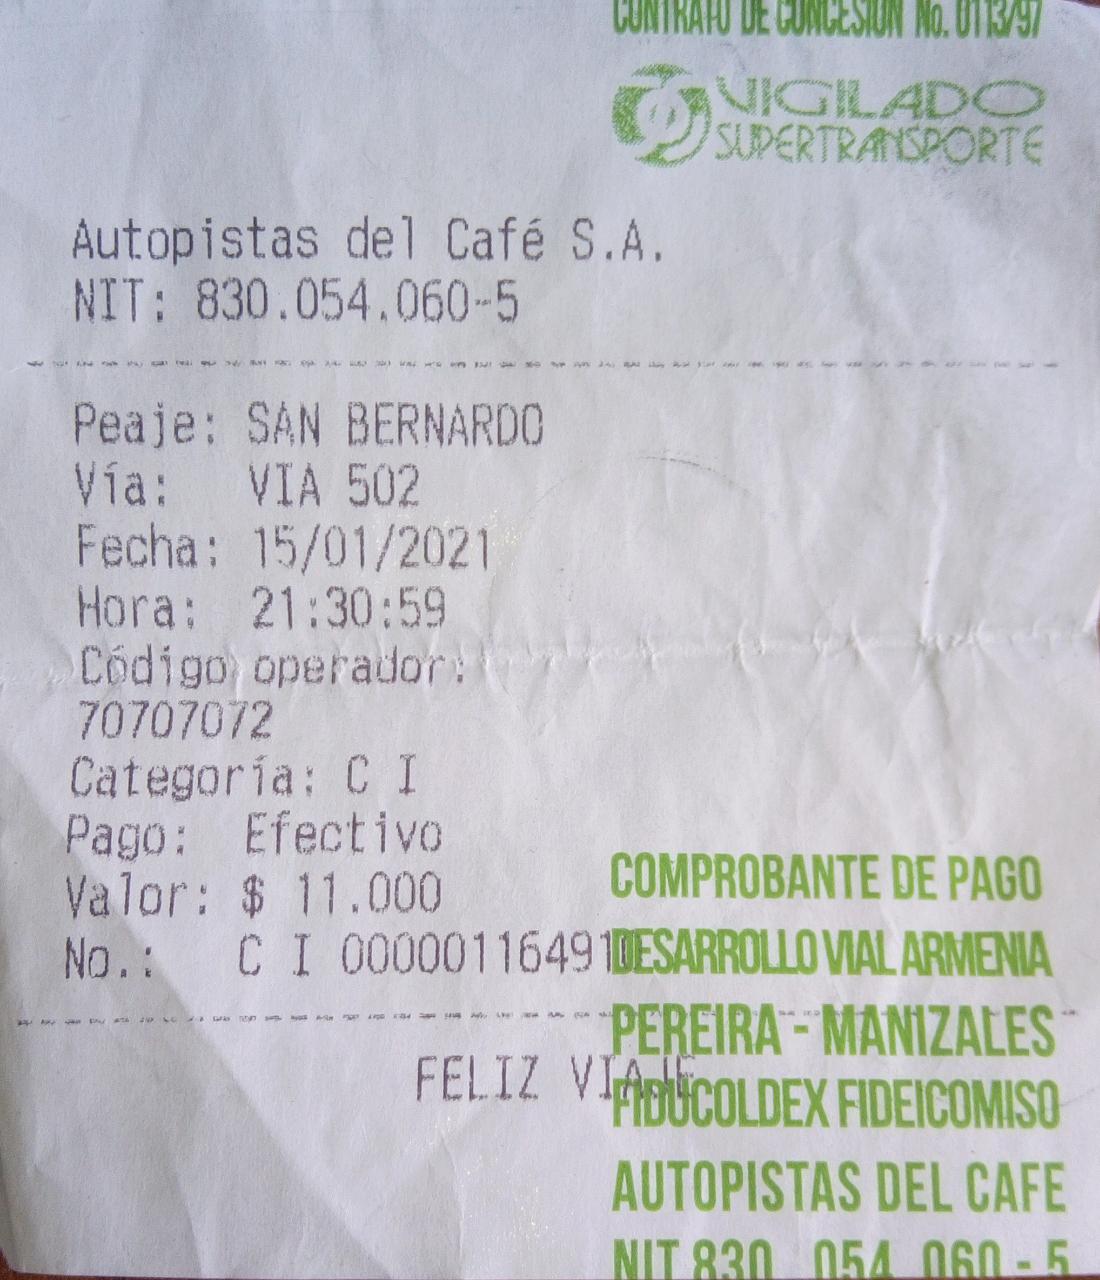 CONTRATO DE CONCESIÓN No. 0113/97
VIGILADO
SUPERTRANSPORTE
Autopistas del Café S.A.
NIT: 830.054.060-5
Peaje: SAN BERNARDO
Vía: VIA 502
Fecha: 15/01/2021
Hora: 21:30:59
Código operador:
70707072
Categoría: C I
Pago: Efectivo
Valor: $ 11.000
No.: C I
FELIZ VIAJE
COMPROBANTE DE PAGO
DESARROLLO VIAL ARMENIA
PEREIRA - MANIZALES
FIDUCOLDEX FIDEICOMISO
AUTOPISTAS DEL CAFE
NIT 830 . 054 . 060 - 5